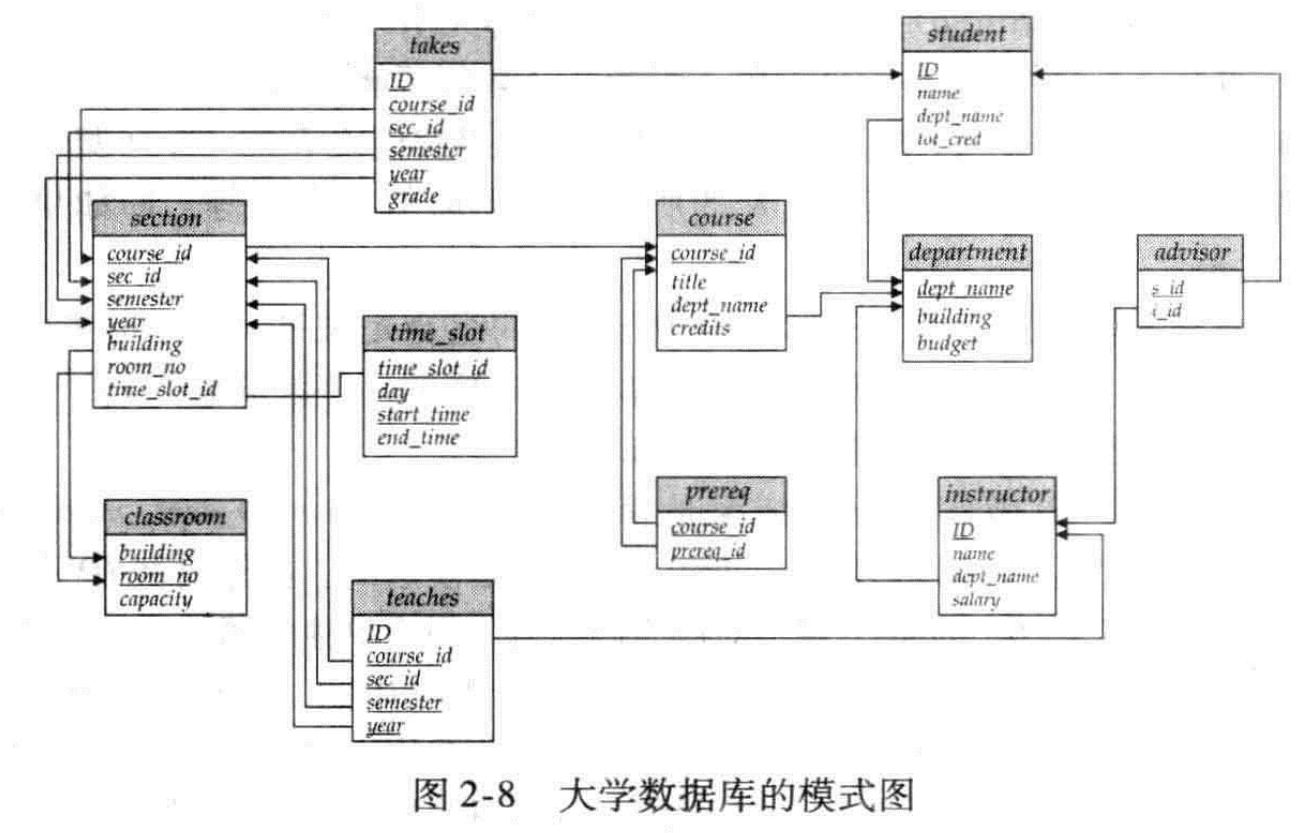 takes
ID
course_id
sec_id
semester
year
grade
student
ID
name
dept_name
tot_cred
section
course_id
sec_id
semester
year
building
room_no
time_slot_id
time_slot
time_slot_id
day
start_time
end_time
course
course_id
title
dept_name
credits
department
dept_name
building
budget
advisor
s_id
i_id
classroom
building
room_no
capacity
prereq
course_id
prereq_id
instructor
ID
name
dept_name
salary
teaches
ID
course_id
sec_id
semester
year
图 2-8 大学数据库的模式图